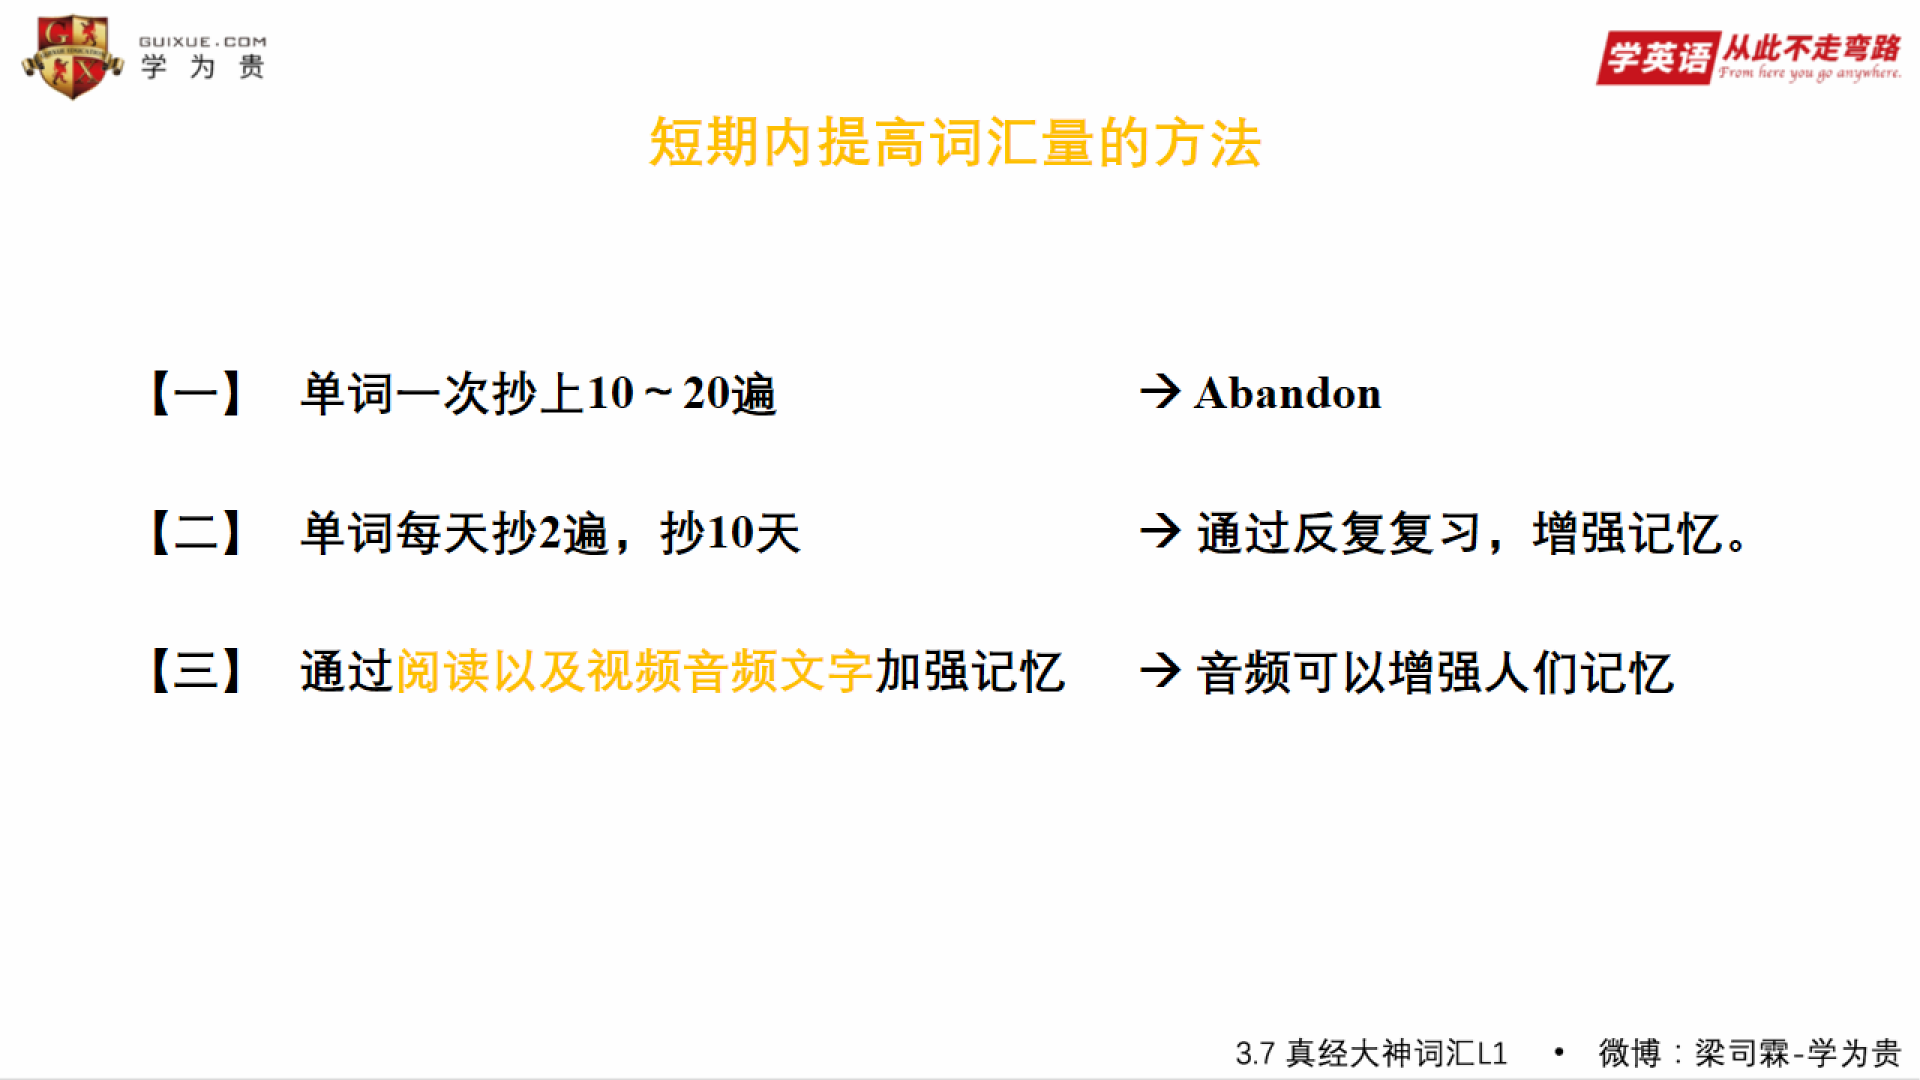 GUIXUE.COM
学为贵
学英语 从此不走弯路
From here you go anywhere.
短期内提高词汇量的方法
【一】 单词一次抄上10～20遍 → Abandon
【二】 单词每天抄2遍，抄10天 → 通过反复复习，增强记忆。
【三】 通过阅读以及视频音频文字加强记忆 → 音频可以增强人们记忆
3.7 真经大神词汇L1 • 微博：梁司霖-学为贵